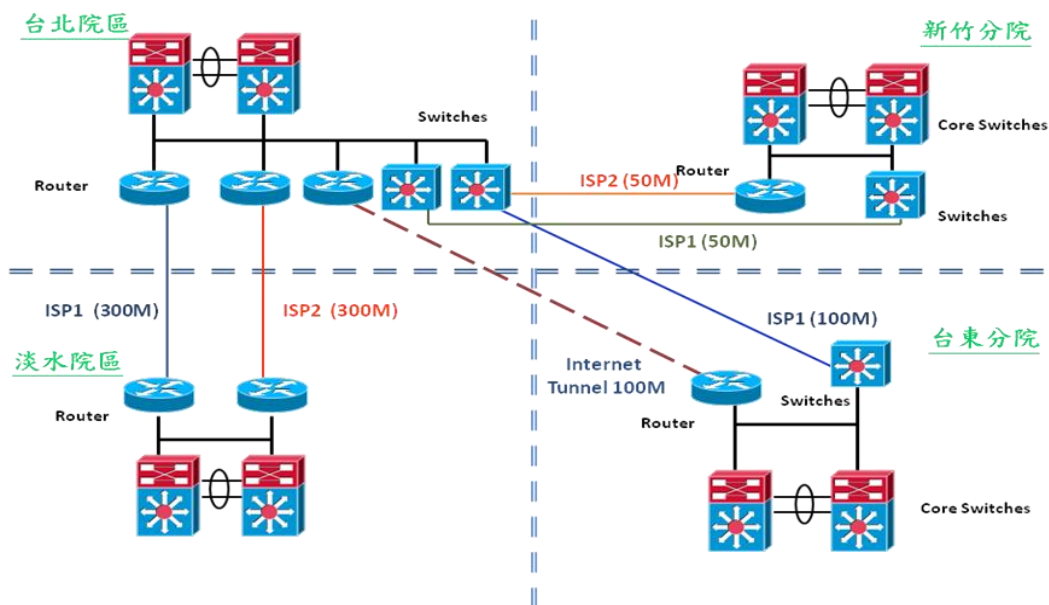 台北院區
Switches
Router
新竹分院
Core Switches
Router
Switches
ISP2 (50M)
ISP1 (50M)
ISP1 (300M)
ISP2 (300M)
淡水院區
Router
Internet
Tunnel 100M
ISP1 (100M)
台東分院
Switches
Router
Core Switches